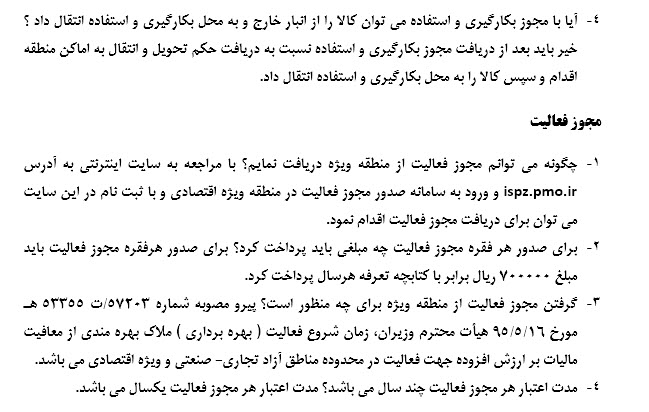 ۴- آیا با مجوز بکارگیری و استفاده می توان کالا را از انبار خارج و به محل بکارگیری و استفاده انتقال داد ؟
خیر باید بعد از دریافت مجوز بکارگیری و استفاده نسبت به دریافت حکم تحویل و انتقال به اماکن منطقه
اقدام و سپس کالا را به محل بکارگیری و استفاده انتقال داد.
مجوز فعالیت
۱- چگونه می توانم مجوز فعالیت از منطقه ویژه دریافت نمایم؟ با مراجعه به سایت اینترنتی به آدرس
ispz.pmo.ir و ورود به سامانه صدور مجوز فعالیت در منطقه ویژه اقتصادی و با ثبت نام در این سایت
می توان برای دریافت مجوز فعالیت اقدام نمود.
۲- برای صدور هر فقره مجوز فعالیت چه مبلغی باید پرداخت کرد؟ برای صدور هرفقره مجوز فعالیت باید
مبلغ ۷۰۰۰۰۰ ریال برابر با کتابچه تعرفه هرسال پرداخت کرد.
۳- گرفتن مجوز فعالیت از منطقه ویژه برای چه منظور است؟ پیرو مصوبه شماره ۵۷۲۰۳/ت ۵۳۳۵۵ هـ
مورخ ۹۵/۵/۱۶ هیأت محترم وزیران، زمان شروع فعالیت ( بهره برداری ) ملاک بهره مندی از معافیت
مالیات بر ارزش افزوده جهت فعالیت در محدوده مناطق آزاد تجاری- صنعتی و ویژه اقتصادی می باشد.
۴- مدت اعتبار هر مجوز فعالیت چند سال می باشد؟ مدت اعتبار هر مجوز فعالیت یکسال می باشد.